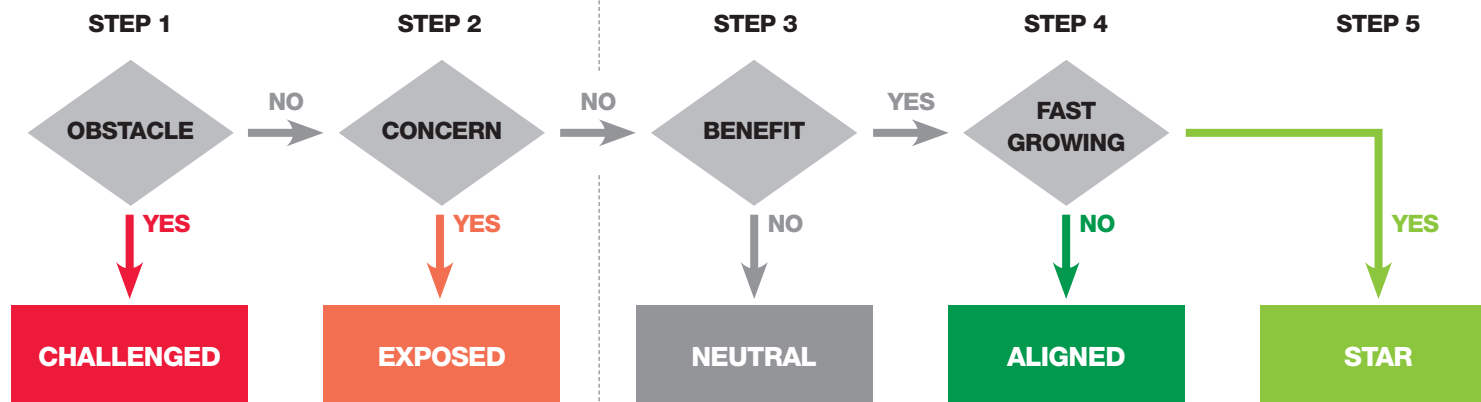 STEP 1
STEP 2
STEP 3
STEP 4
STEP 5
OBSTACLE
NO
CONCERN
NO
BENEFIT
YES
FAST
GROWING
YES
YES
NO
NO
YES
CHALLENGED
EXPOSED
NEUTRAL
ALIGNED
STAR